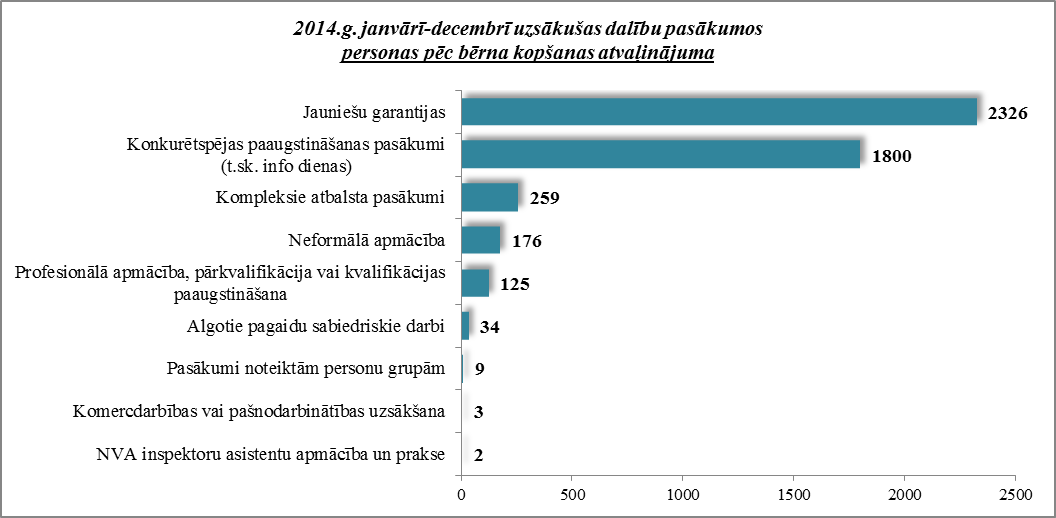 2014.g. janvārī-decembrī uzsākušas dalību pasākumos
personas pēc bērna kopšanas atvaļinājuma
Jauniešu garantijas
2326
Konkurētspējas paaugstināšanas pasākumi
(t.sk. info dienas)
1800
Kompleksie atbalsta pasākumi
259
Neformālā apmācība
176
Profesionālā apmācība, pārkvalifikācija vai kvalifikācijas
paaugstināšana
125
Algotie pagaidu sabiedriskie darbi
34
Pasākumi noteiktām personu grupām
9
Komercdarbības vai pašnodarbinātības uzsākšana
3
NVA inspektoru asistentu apmācība un prakse
2
0 500 1000 1500 2000 2500